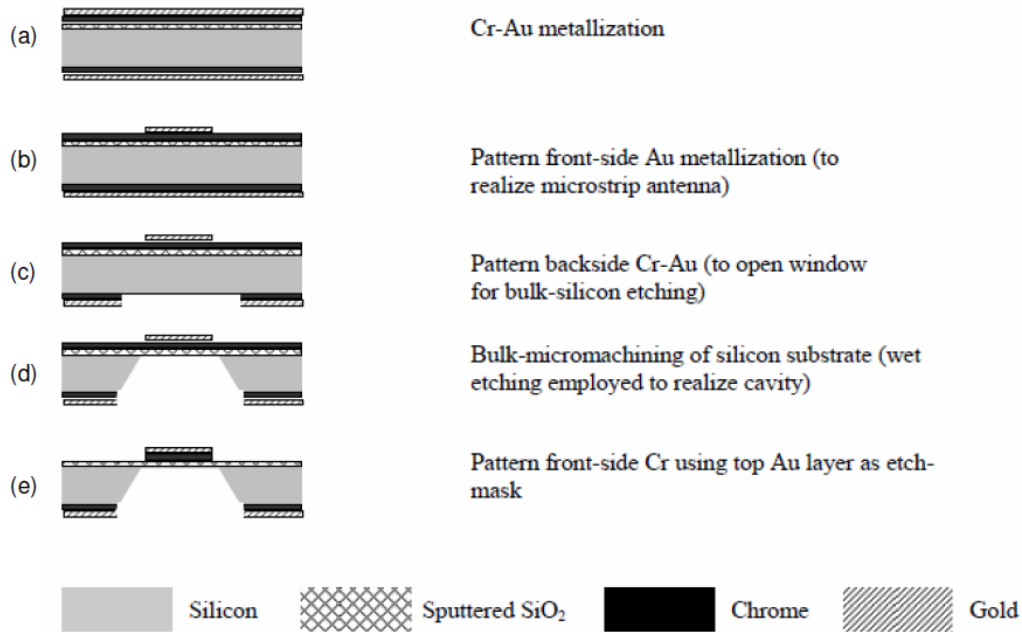 (a) Cr-Au metallization
(b) Pattern front-side Au metallization (to
realize microstrip antenna)
(c) Pattern backside Cr-Au (to open window
for bulk-silicon etching)
(d) Bulk-micromachining of silicon substrate (wet
etching employed to realize cavity)
(e) Pattern front-side Cr using top Au layer as etch-
mask
Silicon Sputtered SiO₂ Chrome Gold